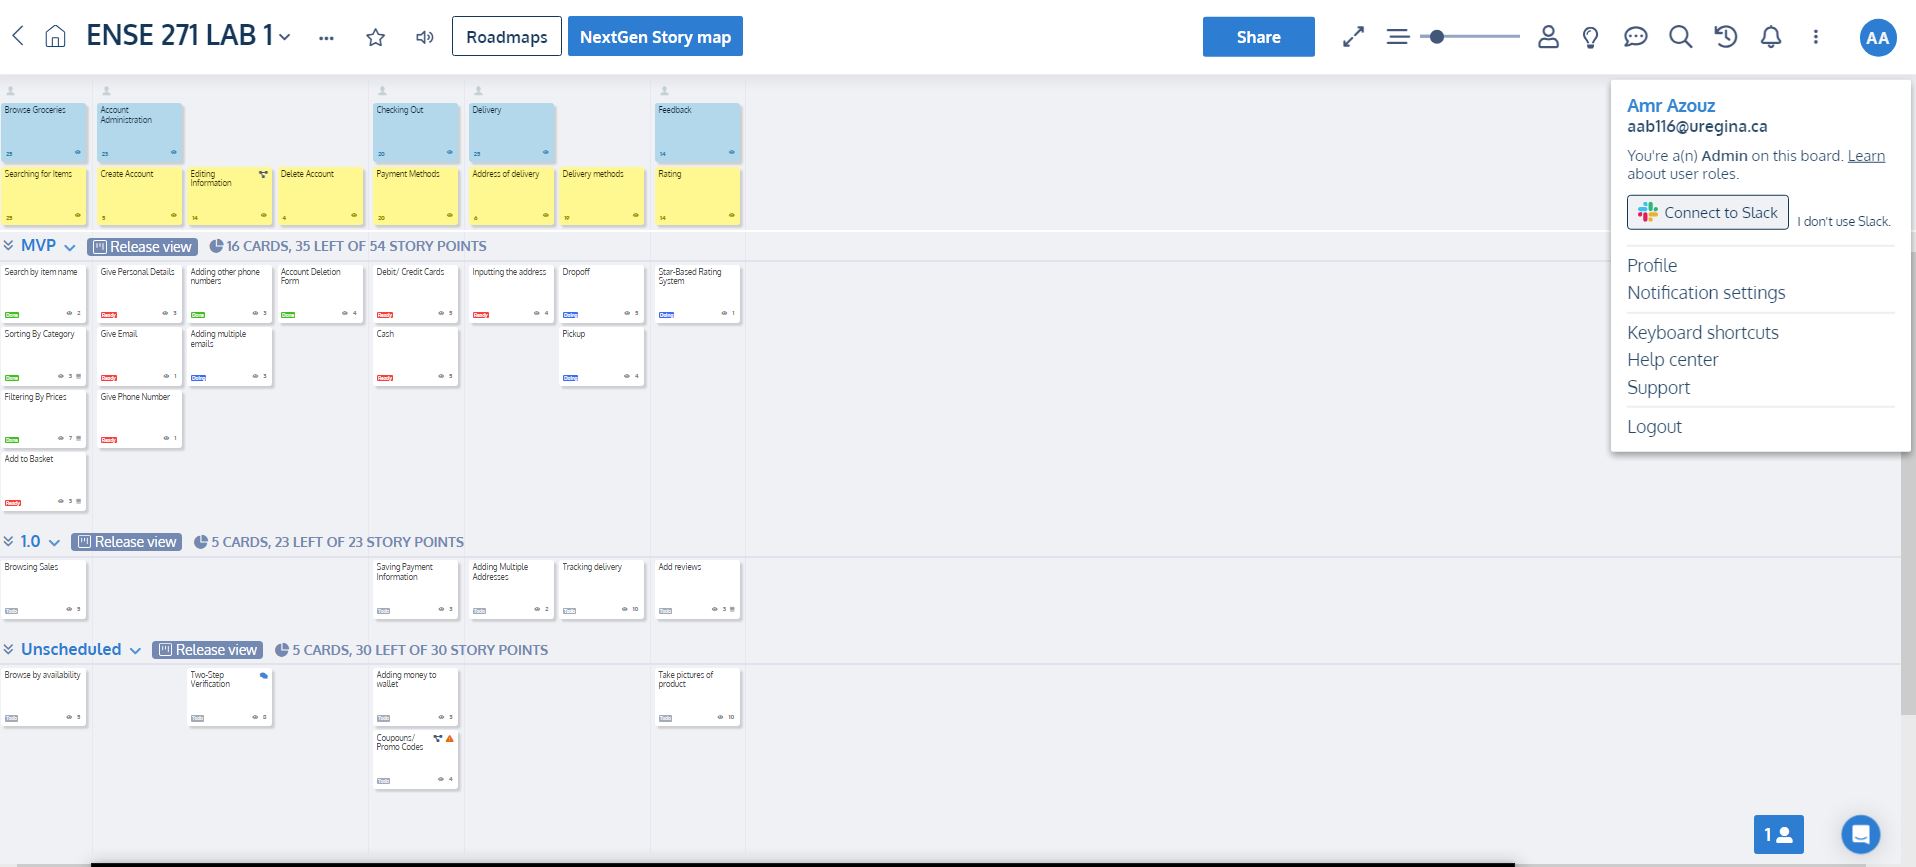 ENSE 271 LAB 1
Roadmaps
NextGen Story map
Share
AA
Browse Groceries
25
Account
Administration
23
Checking Out
20
Delivery
25
Feedback
14
Searching for Items
25
Create Account
5
Editing
Information
14
Delete Account
4
Payment Methods
20
Address of delivery
6
Delivery methods
19
Rating
14
MVP
Release view
16 CARDS, 35 LEFT OF 54 STORY POINTS
Search by item name
Done
2
Give Personal Details
Ready
3
Adding other phone
numbers
Done
3
Account Deletion
Form
Done
4
Debit/ Credit Cards
Ready
5
Inputting the address
Ready
4
Dropoff
Doing
5
Star-Based Rating
System
Doing
1
Sorting By Category
Done
3
Give Email
Ready
1
Adding multiple
emails
Doing
3
Cash
Ready
5
Pickup
Doing
4
Filtering By Prices
Done
7
Give Phone Number
Ready
1
Add to Basket
Ready
3
1.0
Release view
5 CARDS, 23 LEFT OF 23 STORY POINTS
Browsing Sales
Todo
5
Saving Payment
Information
Todo
3
Adding Multiple
Addresses
Todo
2
Tracking delivery
Todo
10
Add reviews
Todo
3
Unscheduled
Release view
5 CARDS, 30 LEFT OF 30 STORY POINTS
Browse by availability
Todo
5
Two-Step
Verification
Todo
8
Adding money to
wallet
Todo
3
Take pictures of
product
Todo
10
Coupouns/
Promo Codes
Todo
4
Amr Azouz
aab116@uregina.ca
You're a(n) Admin on this board. Learn
about user roles.
Connect to Slack
I don't use Slack.
Profile
Notification settings
Keyboard shortcuts
Help center
Support
Logout
1